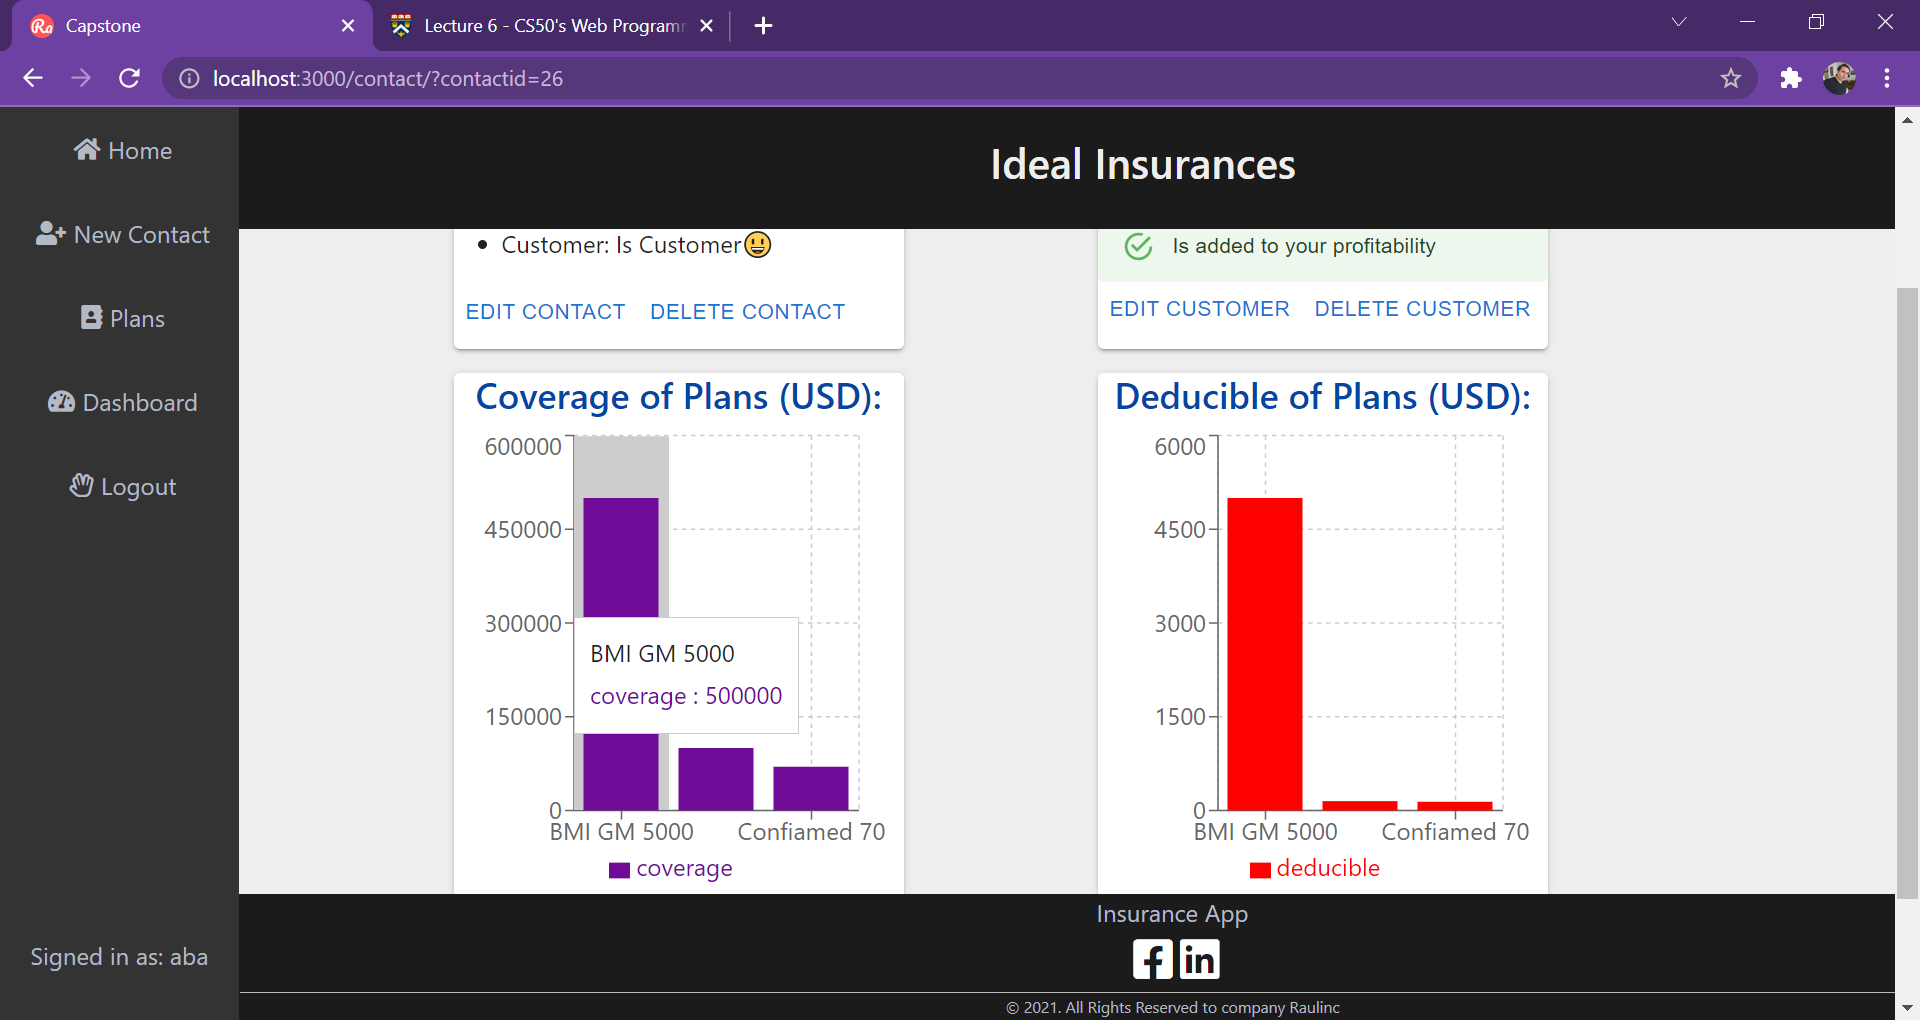 Capstone
Lecture 6 - CS50's Web Program
localhost:3000/contact/?contactid=26
Home
New Contact
Plans
Dashboard
Logout
Signed in as: aba
Ideal Insurances
Customer: Is Customer😃
EDIT CONTACT DELETE CONTACT
Is added to your profitability
EDIT CUSTOMER DELETE CUSTOMER
Coverage of Plans (USD):
600000
450000
300000
150000
0
BMI GM 5000
coverage : 500000
BMI GM 5000 Confiamed 70
coverage
Deducible of Plans (USD):
6000
4500
3000
1500
0
BMI GM 5000 Confiamed 70
deducible
Insurance App
© 2021. All Rights Reserved to company Raulinc